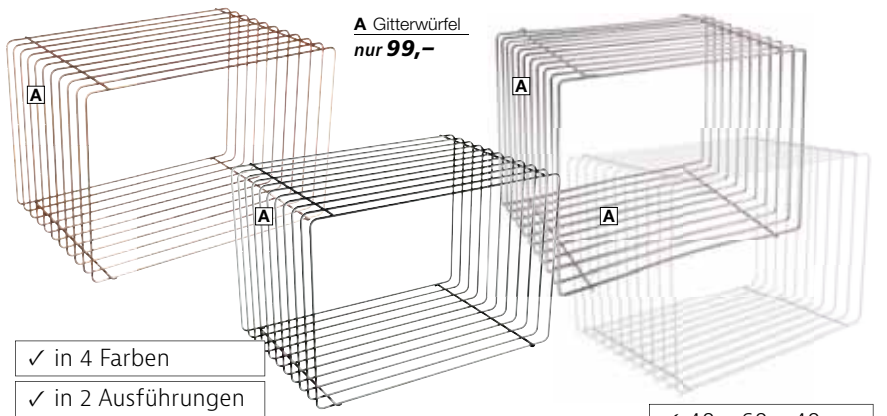 A Gitterwürfel
nur 99,–
A
A
A
A
✓ in 4 Farben
✓ in 2 Ausführungen